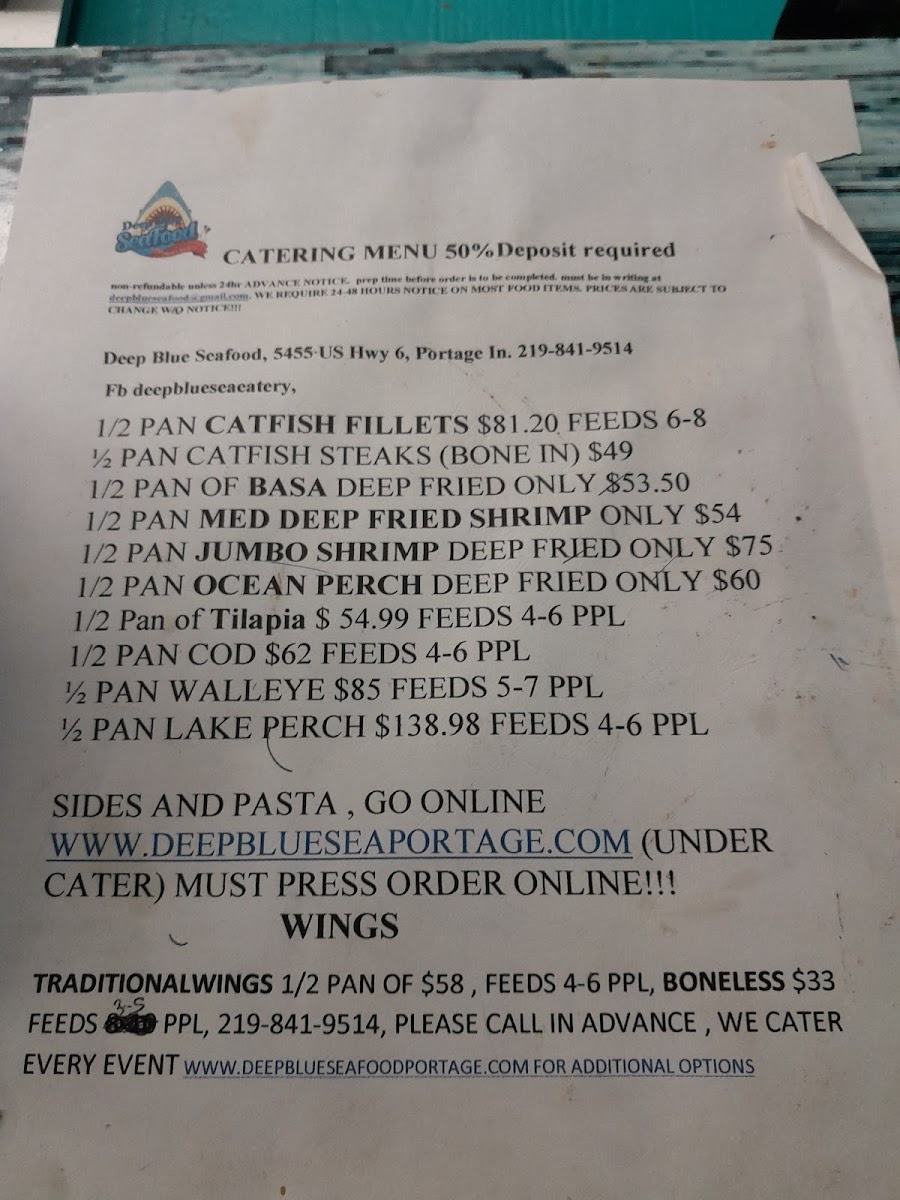 Deep Blue
Seafood
CATERING MENU 50% Deposit required
non-refundable unless 24hr ADVANCE NOTICE. prep time before order is to be completed. must be in writing at
deepblueseafood@gmail.com. WE REQUIRE 24-48 HOURS NOTICE ON MOST FOOD ITEMS. PRICES ARE SUBJECT TO
CHANGE W/O NOTICE!!!
Deep Blue Seafood, 5455 US Hwy 6, Portage In. 219-841-9514
Fb deepblueseaeatery,
1/2 PAN CATFISH FILLETS $81.20 FEEDS 6-8
½ PAN CATFISH STEAKS (BONE IN) $49
1/2 PAN OF BASA DEEP FRIED ONLY $53.50
1/2 PAN MED DEEP FRIED SHRIMP ONLY $54
1/2 PAN JUMBO SHRIMP DEEP FRIED ONLY $75
1/2 PAN OCEAN PERCH DEEP FRIED ONLY $60
1/2 Pan of Tilapia $ 54.99 FEEDS 4-6 PPL
1/2 PAN COD $62 FEEDS 4-6 PPL
½ PAN WALLEYE $85 FEEDS 5-7 PPL
½ PAN LAKE PERCH $138.98 FEEDS 4-6 PPL
SIDES AND PASTA , GO ONLINE
WWW.DEEPBLUESEAPORTAGE.COM (UNDER
CATER) MUST PRESS ORDER ONLINE!!!
WINGS
TRADITIONALWINGS 1/2 PAN OF $58 , FEEDS 4-6 PPL, BONELESS $33
FEEDS 3-5 PPL, 219-841-9514, PLEASE CALL IN ADVANCE , WE CATER
EVERY EVENT WWW.DEEPBLUESEAFOODPORTAGE.COM FOR ADDITIONAL OPTIONS